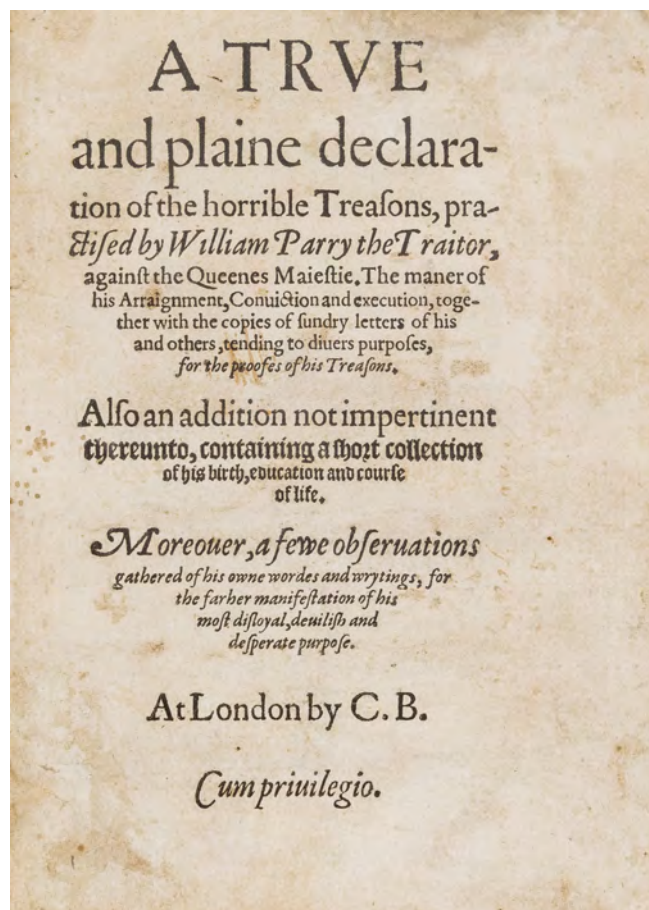 A TRVE
and plaine declara-
tion of the horrible Treaſons, pra-
ctiſed by William Parry the Traitor,
againſt the Queenes Maieſtie. The maner of
his Arraignment, Conuiction and execution, toge-
ther with the copies of ſundry letters of his
and others, tending to diuers purpoſes,
for the proofes of his Treaſons.
Alſo an addition not impertinent
thereunto, containing a ſhort collection
of his birth, education and courſe
of life.
Moreouer, a fewe obſeruations
gathered of his owne wordes and wrytings, for
the farher manifeſtation of his
moſt diſloyal, deuiliſh and
deſperate purpoſe.
At London by C. B.
Cum priuilegio.